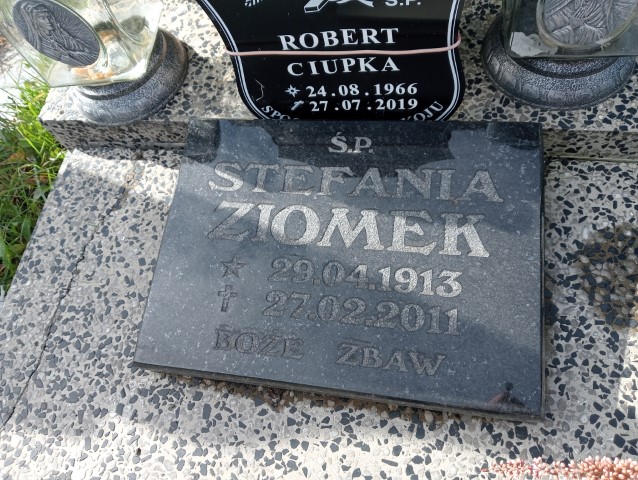 Ś.P.
ROBERT
CIUPKA
24.08.1966
27.07.2019
Ś.P.
STEFANIA
ZIOMEK
29.04.1913
27.02.2011
BOŻE ZBAW